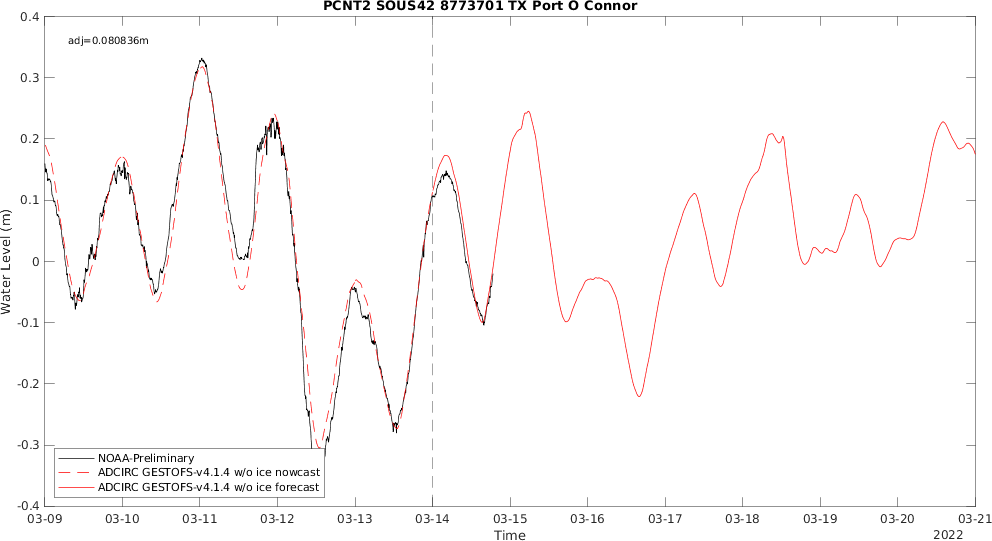 PCNT2 SOUS42 8773701 TX Port O Connor
adj=0.080836m
Water Level (m)
0.4
0.3
0.2
0.1
0
-0.1
-0.2
-0.3
-0.4
NOAA-Preliminary
ADCIRC GESTOFS-v4.1.4 w/o ice nowcast
ADCIRC GESTOFS-v4.1.4 w/o ice forecast
03-09 03-10 03-11 03-12 03-13 03-14 03-15 03-16 03-17 03-18 03-19 03-20 03-21
Time
2022